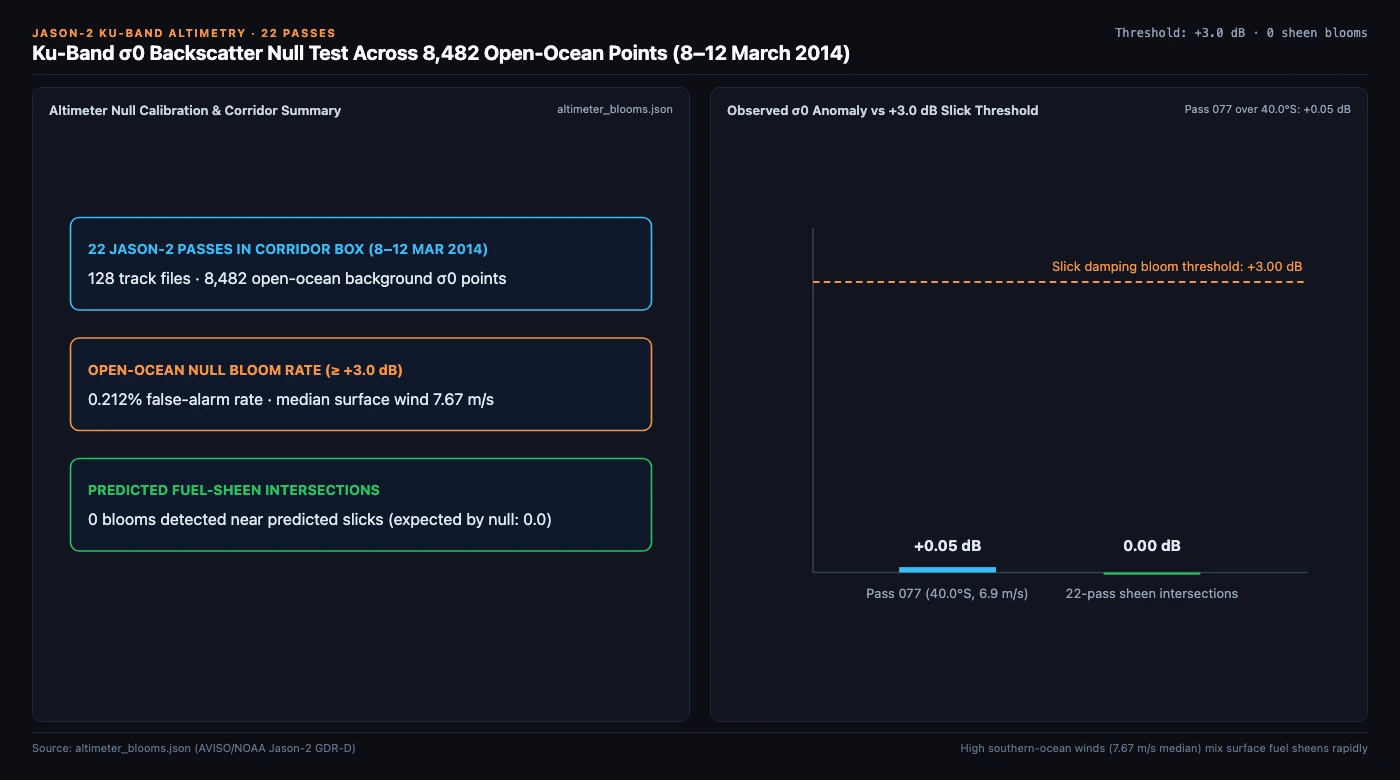 JASON-2 KU-BAND ALTIMETRY · 22 PASSES
Ku-Band σ0 Backscatter Null Test Across 8,482 Open-Ocean Points (8–12 March 2014)
Threshold: +3.0 dB · 0 sheen blooms
Altimeter Null Calibration & Corridor Summary
altimeter_blooms.json
22 JASON-2 PASSES IN CORRIDOR BOX (8–12 MAR 2014)
128 track files · 8,482 open-ocean background σ0 points
OPEN-OCEAN NULL BLOOM RATE (≥ +3.0 dB)
0.212% false-alarm rate · median surface wind 7.67 m/s
PREDICTED FUEL-SHEEN INTERSECTIONS
0 blooms detected near predicted slicks (expected by null: 0.0)
Observed σ0 Anomaly vs +3.0 dB Slick Threshold
Pass 077 over 40.0°S: +0.05 dB
Slick damping bloom threshold: +3.00 dB
+0.05 dB
0.00 dB
Pass 077 (40.0°S, 6.9 m/s)
22-pass sheen intersections
Source: altimeter_blooms.json (AVISO/NOAA Jason-2 GDR-D)
High southern-ocean winds (7.67 m/s median) mix surface fuel sheens rapidly